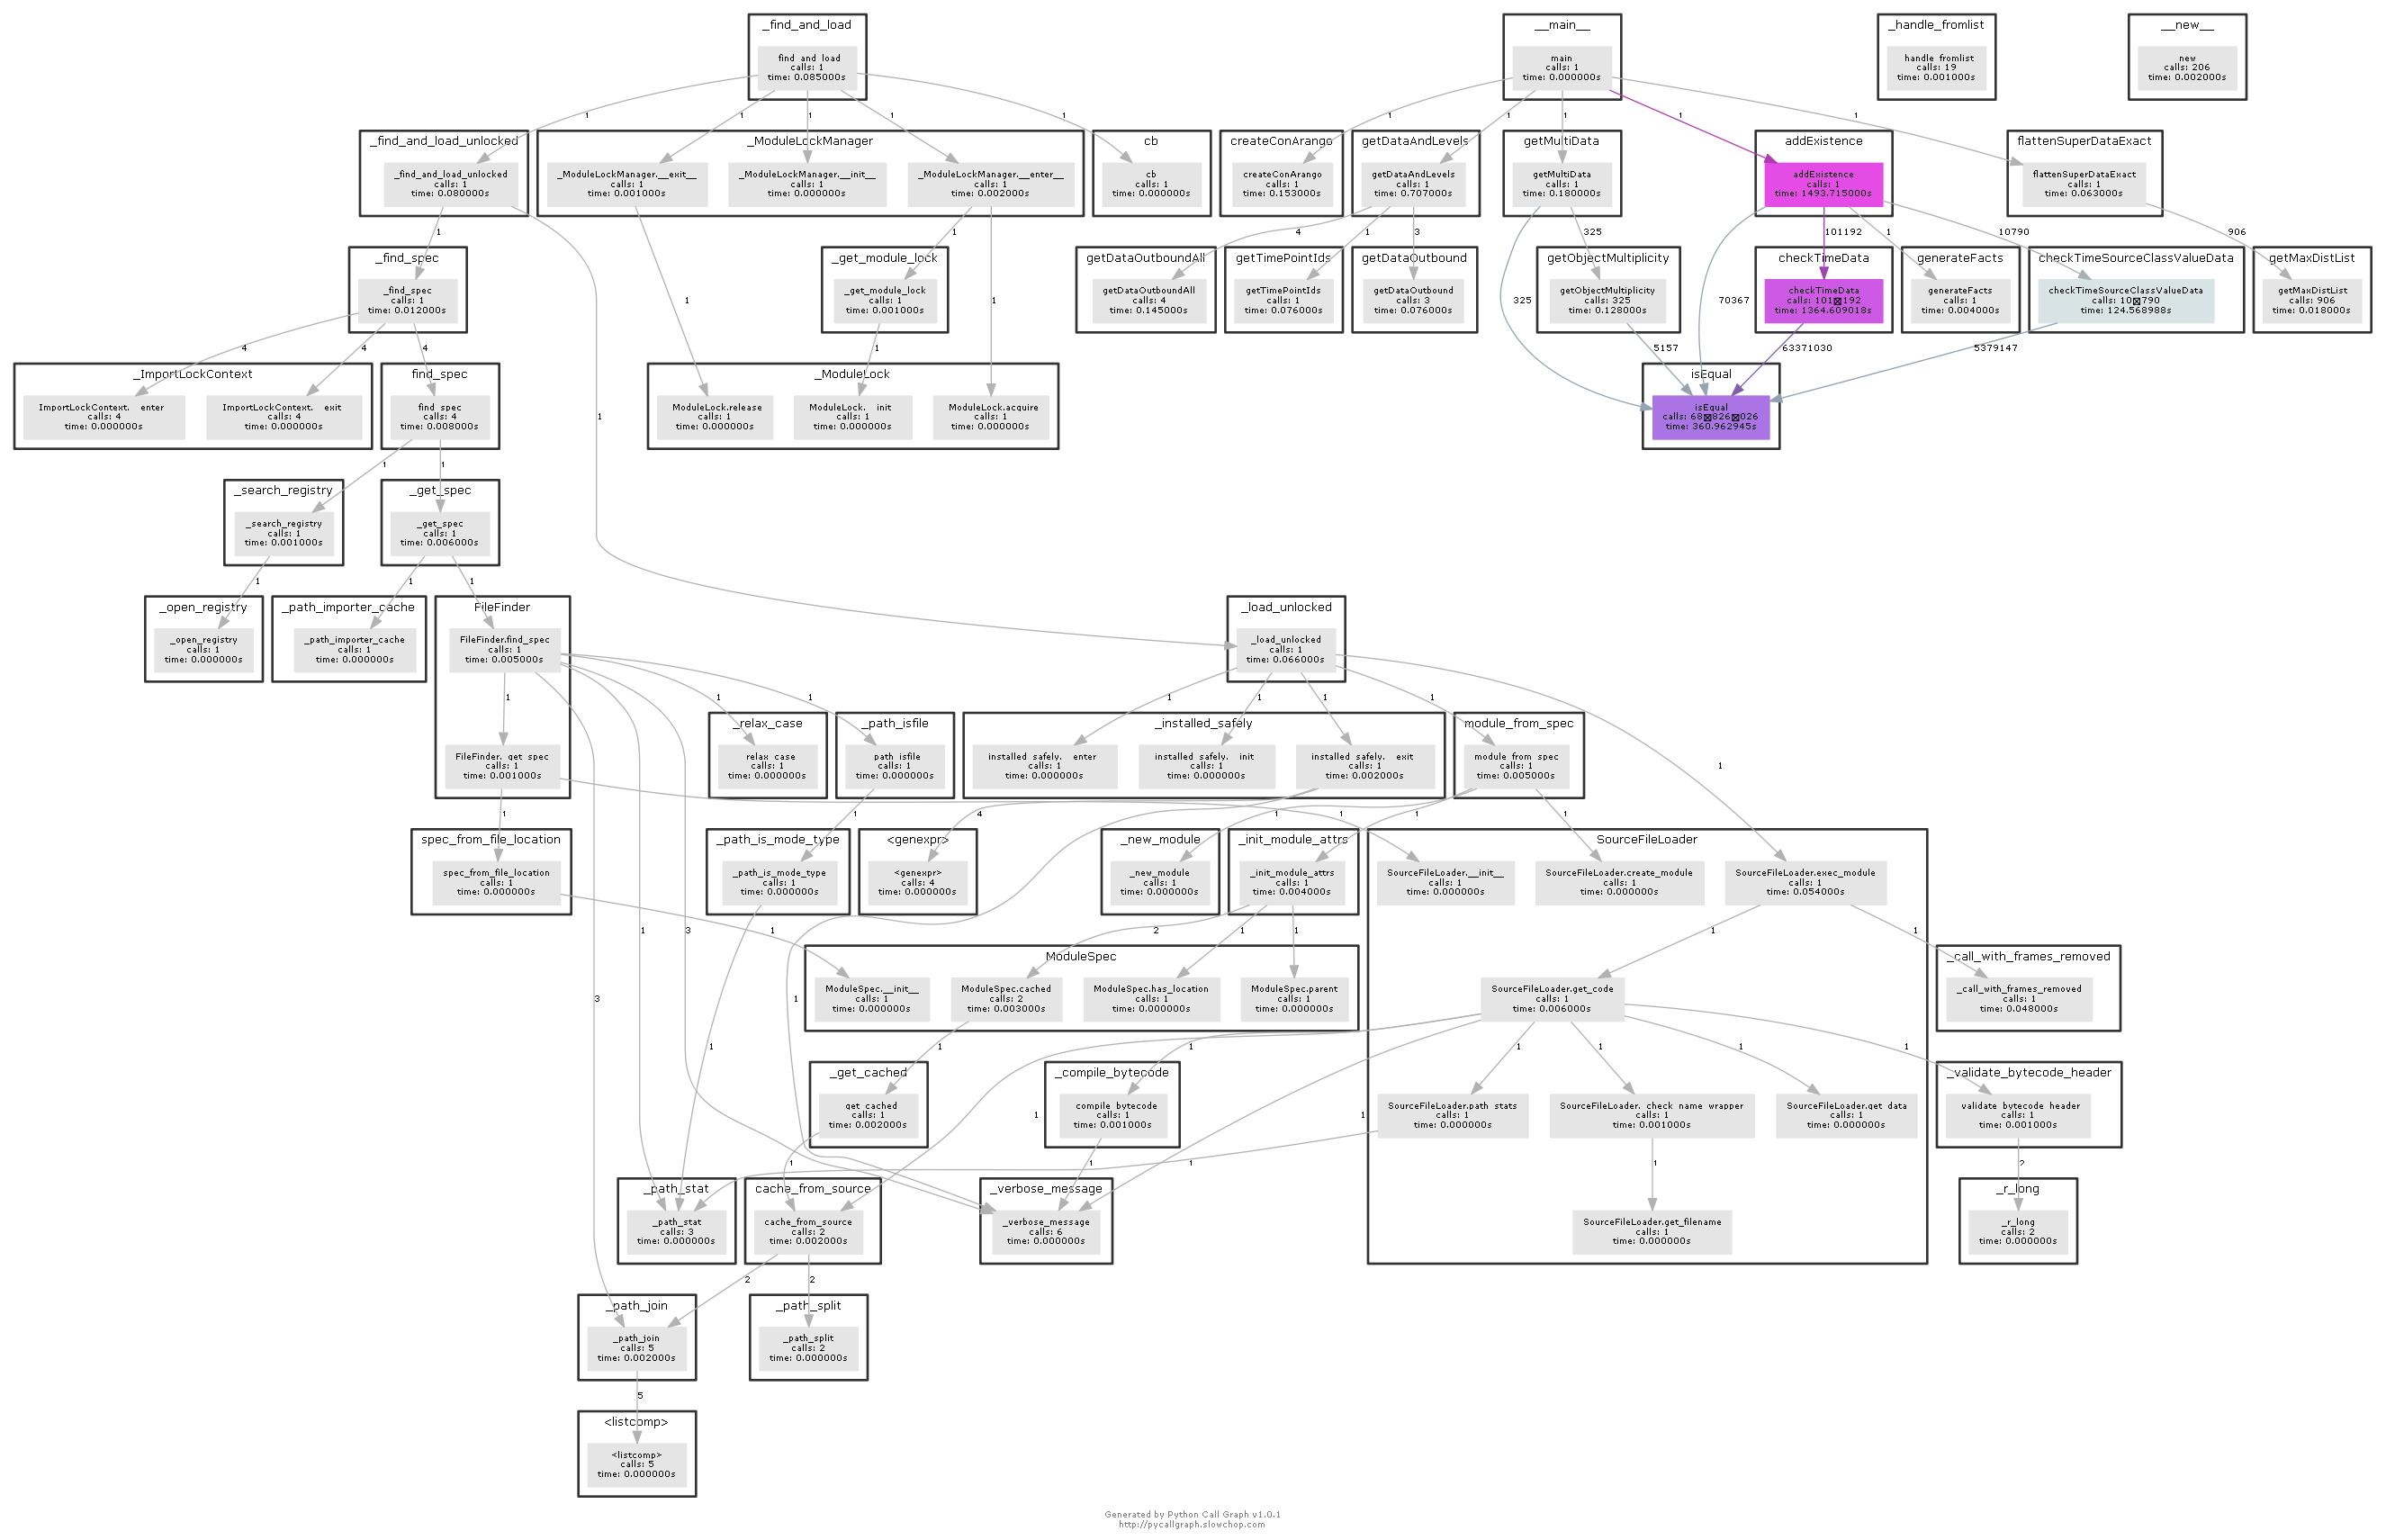 _find_and_load
find_and_load
calls: 1
time: 0.085000s
__main__
main
calls: 1
time: 0.000000s
_handle_fromlist
handle fromlist
calls: 19
time: 0.001000s
__new__
new
calls: 206
time: 0.002000s
1
1
1
1
1
1
1
1
1
1
_find_and_load_unlocked
_find_and_load_unlocked
calls: 1
time: 0.080000s
_ModuleLockManager
_ModuleLockManager.__exit__
calls: 1
time: 0.001000s
_ModuleLockManager.__init__
calls: 1
time: 0.000000s
_ModuleLockManager.__enter__
calls: 1
time: 0.002000s
cb
cb
calls: 1
time: 0.000000s
createConArango
createConArango
calls: 1
time: 0.153000s
getDataAndLevels
getDataAndLevels
calls: 1
time: 0.707000s
getMultiData
getMultiData
calls: 1
time: 0.180000s
addExistence
addExistence
calls: 1
time: 1493.715000s
flattenSuperDataExact
flattenSuperDataExact
calls: 1
time: 0.063000s
1
1
4
1
3
325
101192
1
10790
906
_find_spec
_find_spec
calls: 1
time: 0.012000s
_get_module_lock
_get_module_lock
calls: 1
time: 0.001000s
getDataOutboundAll
getDataOutboundAll
calls: 4
time: 0.145000s
getTimePointIds
getTimePointIds
calls: 1
time: 0.076000s
getDataOutbound
getDataOutbound
calls: 3
time: 0.076000s
getObjectMultiplicity
getObjectMultiplicity
calls: 325
time: 0.128000s
checkTimeData
checkTimeData
calls: 101192
time: 1364.609018s
generateFacts
generateFacts
calls: 1
time: 0.004000s
checkTimeSourceClassValueData
checkTimeSourceClassValueData
calls: 10790
time: 124.568988s
getMaxDistList
getMaxDistList
calls: 906
time: 0.018000s
1
1
325
70367
4
4
4
1
5157
63371030
5379147
_ImportLockContext
ImportLockContext. enter
calls: 4
time: 0.000000s
ImportLockContext. exit
calls: 4
time: 0.000000s
find_spec
find spec
calls: 4
time: 0.008000s
_ModuleLock
ModuleLock.release
calls: 1
time: 0.000000s
ModuleLock. init
calls: 1
time: 0.000000s
ModuleLock.acquire
calls: 1
time: 0.000000s
isEqual
isEqual
calls: 68826026
time: 360.962945s
1
1
1
_search_registry
_search_registry
calls: 1
time: 0.001000s
_get_spec
_get_spec
calls: 1
time: 0.006000s
1
1
1
_open_registry
_open_registry
calls: 1
time: 0.000000s
_path_importer_cache
_path_importer_cache
calls: 1
time: 0.000000s
FileFinder
FileFinder.find_spec
calls: 1
time: 0.005000s
_load_unlocked
_load_unlocked
calls: 1
time: 0.066000s
1
1
1
1
1
1
1
FileFinder. get spec
calls: 1
time: 0.001000s
_relax_case
relax case
calls: 1
time: 0.000000s
_path_isfile
path isfile
calls: 1
time: 0.000000s
_installed_safely
installed safely. enter
calls: 1
time: 0.000000s
installed safely. init
calls: 1
time: 0.000000s
installed safely. exit
calls: 1
time: 0.002000s
module_from_spec
module from spec
calls: 1
time: 0.005000s
1
1
1
4
1
1
1
1
spec_from_file_location
spec_from_file_location
calls: 1
time: 0.000000s
_path_is_mode_type
_path_is_mode_type
calls: 1
time: 0.000000s
<genexpr>
<genexpr>
calls: 4
time: 0.000000s
_new_module
_new_module
calls: 1
time: 0.000000s
_init_module_attrs
_init_module_attrs
calls: 1
time: 0.004000s
SourceFileLoader
SourceFileLoader.__init__
calls: 1
time: 0.000000s
SourceFileLoader.create_module
calls: 1
time: 0.000000s
SourceFileLoader.exec_module
calls: 1
time: 0.054000s
1
3
1
2
1
1
1
1
ModuleSpec
ModuleSpec.__init__
calls: 1
time: 0.000000s
ModuleSpec.cached
calls: 2
time: 0.003000s
ModuleSpec.has_location
calls: 1
time: 0.000000s
ModuleSpec.parent
calls: 1
time: 0.000000s
SourceFileLoader.get_code
calls: 1
time: 0.006000s
_call_with_frames_removed
_call_with_frames_removed
calls: 1
time: 0.048000s
3
1
1
1
1
1
1
1
1
_get_cached
get cached
calls: 1
time: 0.002000s
_compile_bytecode
compile bytecode
calls: 1
time: 0.001000s
SourceFileLoader.path stats
calls: 1
time: 0.000000s
SourceFileLoader. check name wrapper
calls: 1
time: 0.001000s
SourceFileLoader.get data
calls: 1
time: 0.000000s
_validate_bytecode_header
validate bytecode header
calls: 1
time: 0.001000s
1
1
1
1
1
1
2
_path_stat
_path_stat
calls: 3
time: 0.000000s
cache_from_source
cache_from_source
calls: 2
time: 0.002000s
_verbose_message
_verbose_message
calls: 6
time: 0.000000s
SourceFileLoader.get_filename
calls: 1
time: 0.000000s
_r_long
_r_long
calls: 2
time: 0.000000s
2
2
_path_join
_path_join
calls: 5
time: 0.002000s
_path_split
_path_split
calls: 2
time: 0.000000s
5
<listcomp>
<listcomp>
calls: 5
time: 0.000000s
Generated by Python Call Graph v1.0.1
http://pycallgraph.slowchop.com